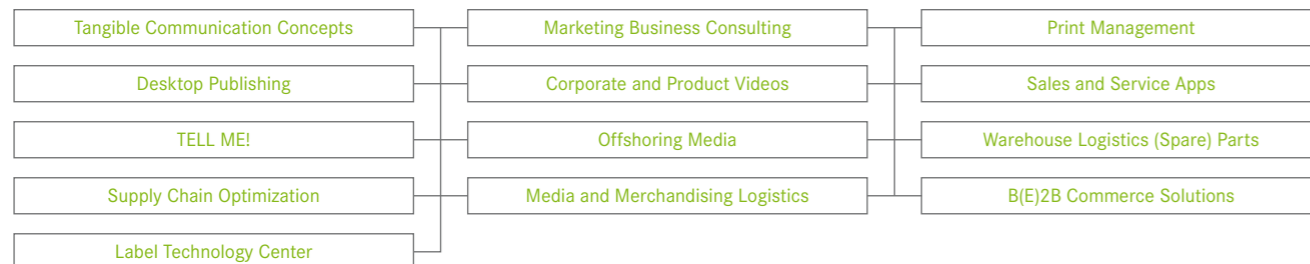 Tangible Communication Concepts
Marketing Business Consulting
Print Management
Desktop Publishing
Corporate and Product Videos
Sales and Service Apps
TELL ME!
Offshoring Media
Warehouse Logistics (Spare) Parts
Supply Chain Optimization
Media and Merchandising Logistics
B(E)2B Commerce Solutions
Label Technology Center